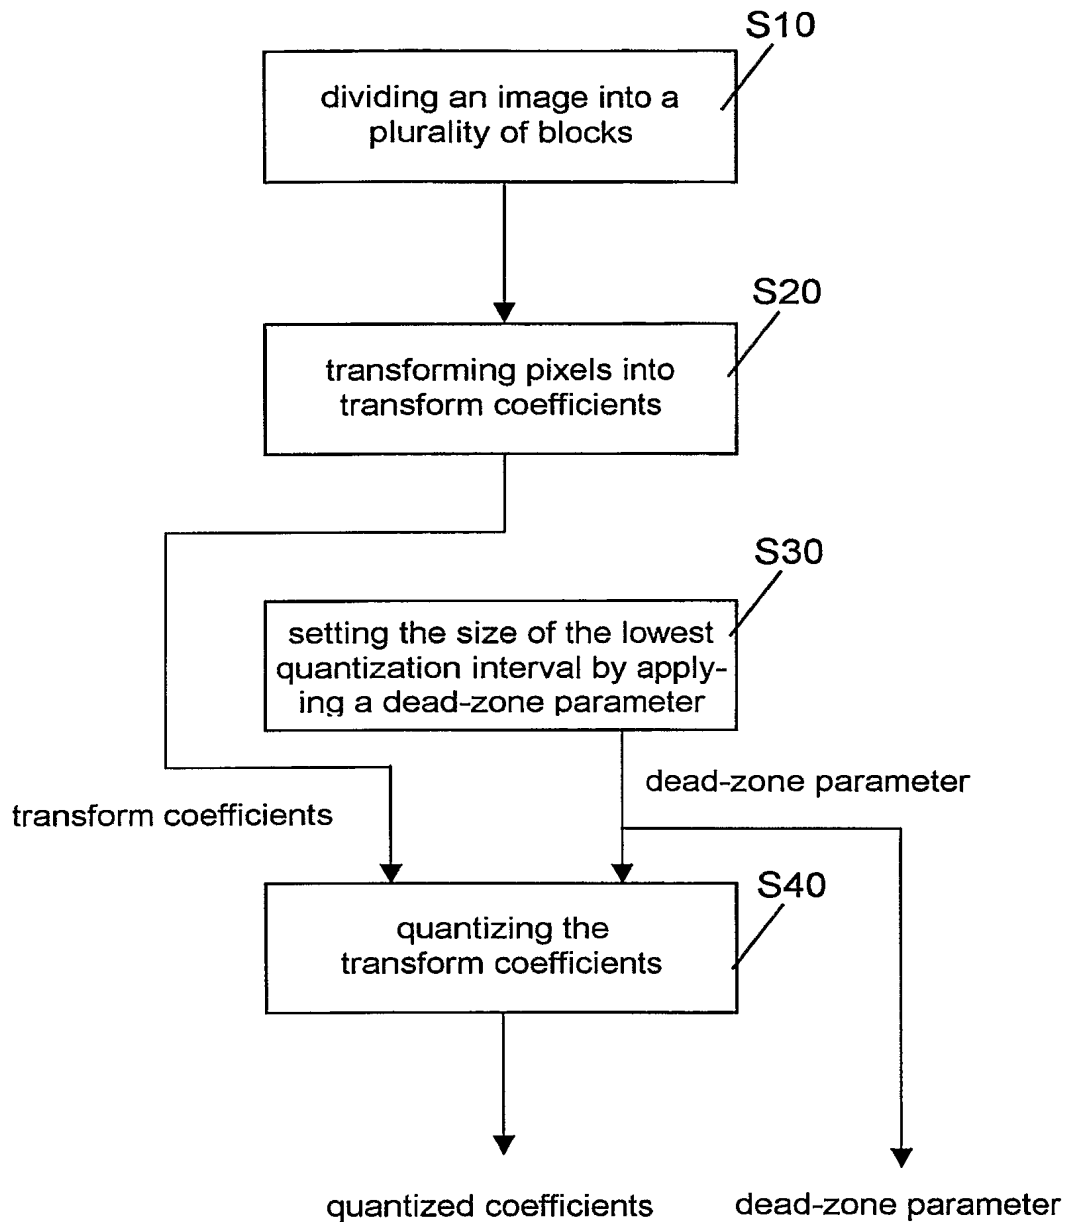 S10
dividing an image into a
plurality of blocks
S20
transforming pixels into
transform coefficients
S30
setting the size of the lowest
quantization interval by apply-
ing a dead-zone parameter
dead-zone parameter
transform coefficients
S40
quantizing the
transform coefficients
quantized coefficients
dead-zone parameter